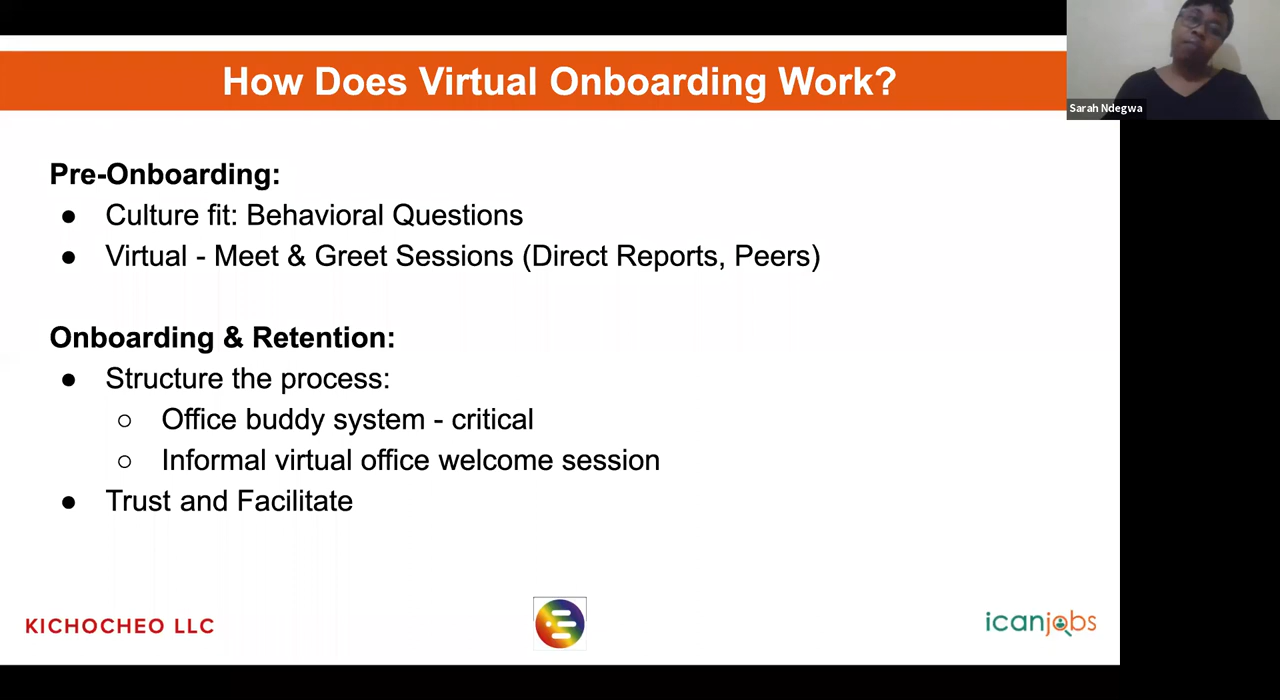 How Does Virtual Onboarding Work?
Sarah Ndegwa
Pre-Onboarding:
● Culture fit: Behavioral Questions
● Virtual - Meet & Greet Sessions (Direct Reports, Peers)
Onboarding & Retention:
● Structure the process:
○ Office buddy system - critical
○ Informal virtual office welcome session
● Trust and Facilitate
KICHOCHEO LLC
icanjobs